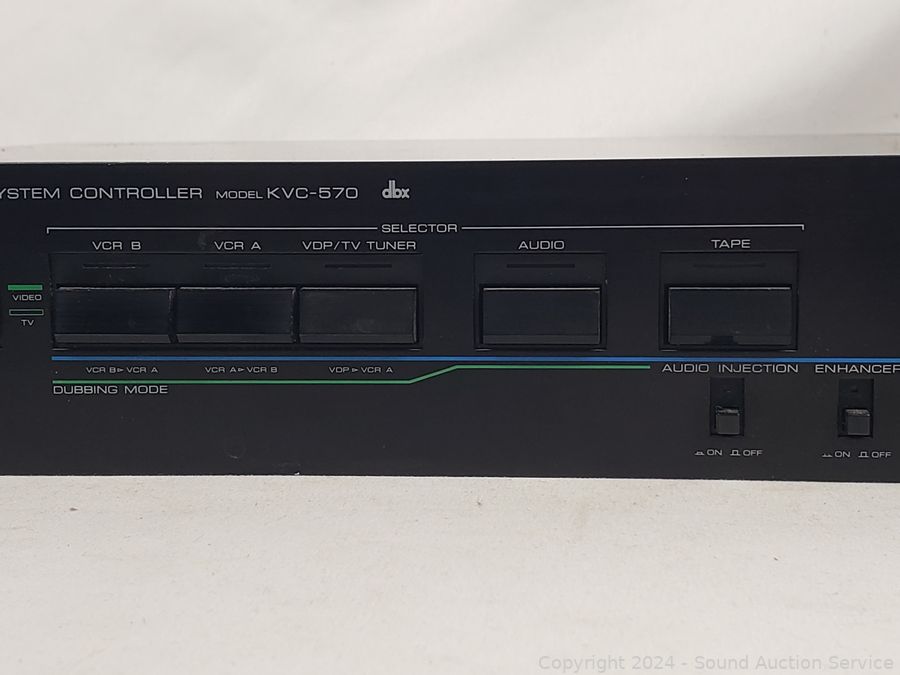 YSTEM CONTROLLER MODEL KVC-570 dbx
SELECTOR
VCR B VCR A VDP/TV TUNER AUDIO TAPE
VIDEO
TV
VCR B▻VCR A VCR A▻VCR B VDP▻VCR A AUDIO INJECTION ENHANCER
DUBBING MODE
ON OFF ON OFF
Copyright 2024 - Sound Auction Service